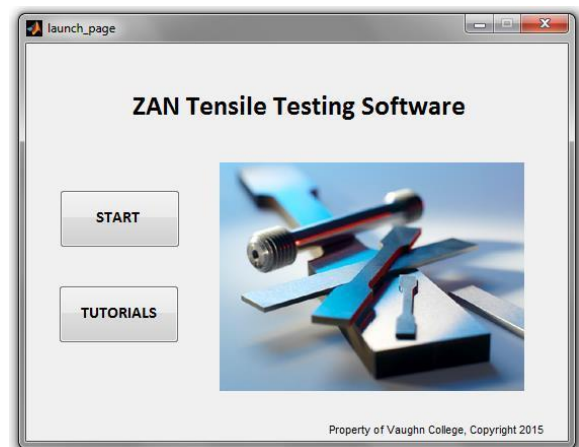 launch_page
ZAN Tensile Testing Software
START
TUTORIALS
Property of Vaughn College, Copyright 2015